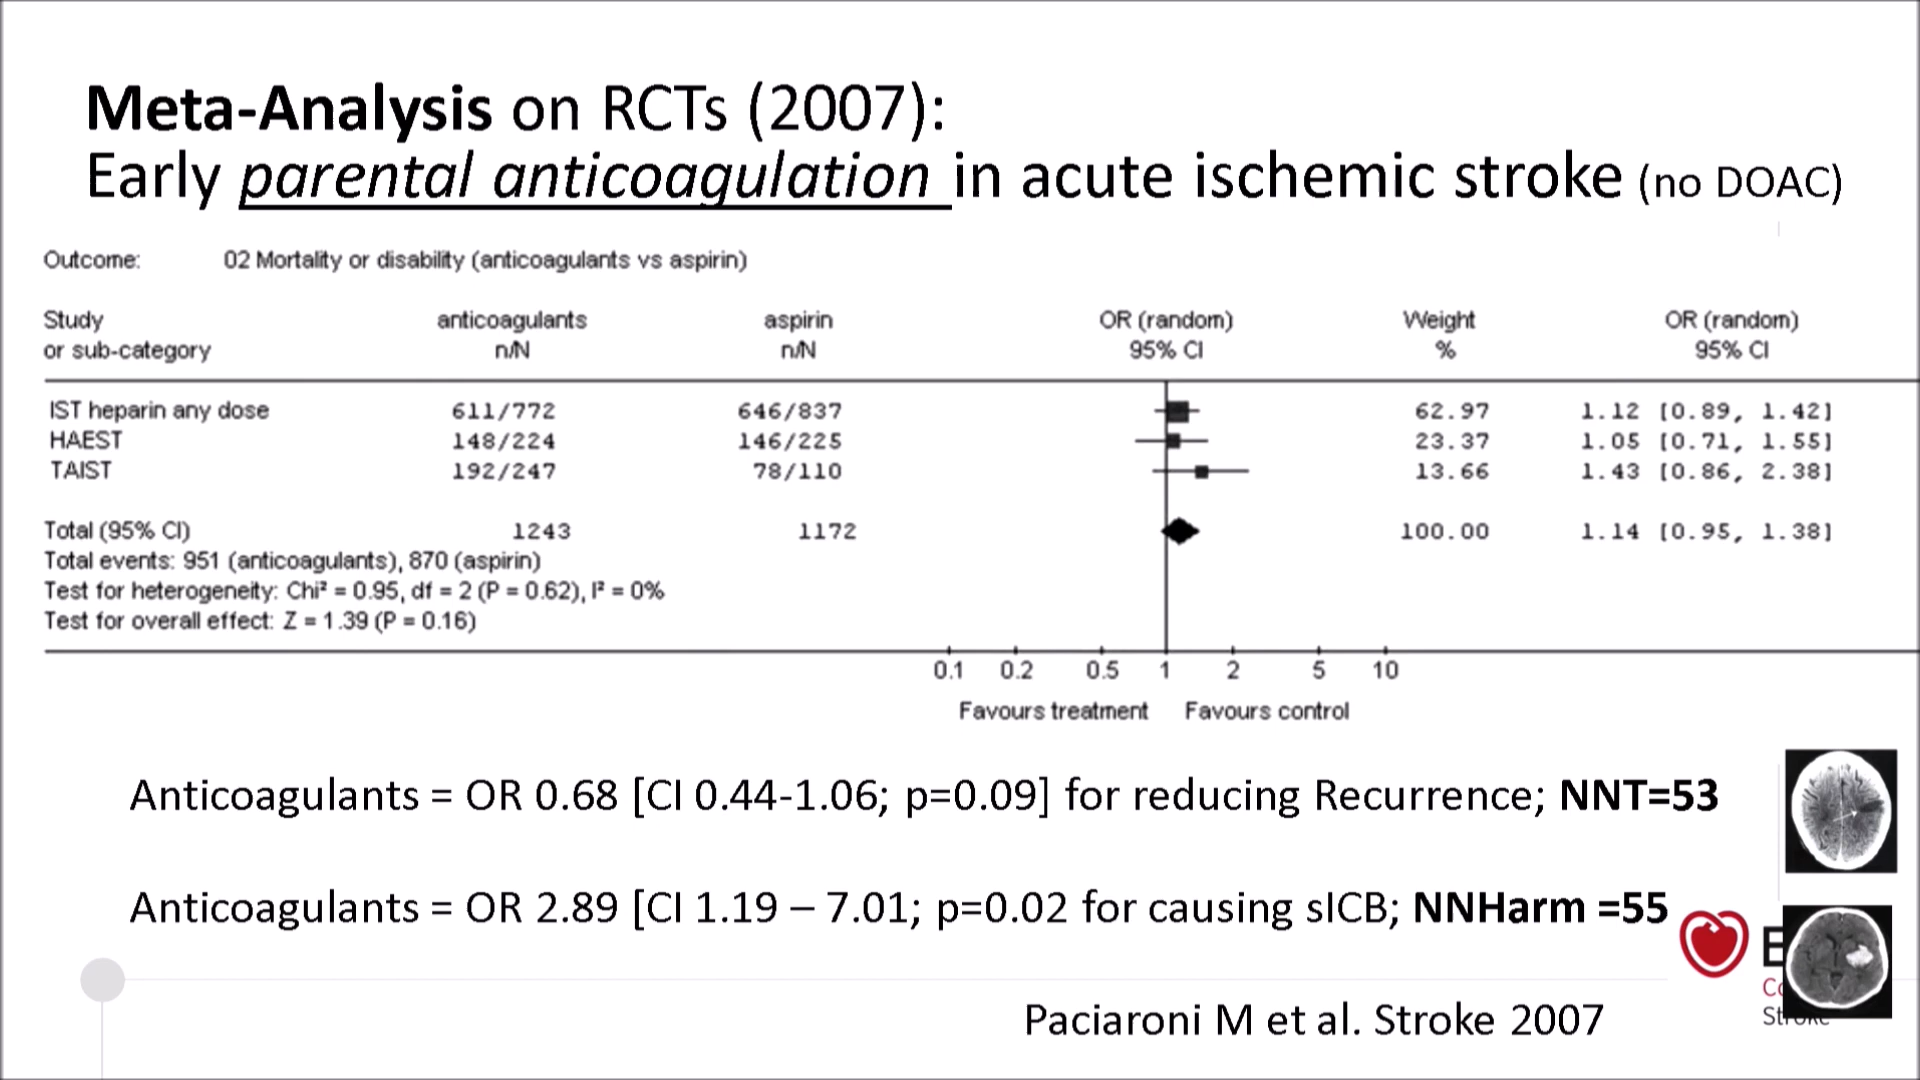 Meta-Analysis on RCTs (2007):
Early parental anticoagulation in acute ischemic stroke (no DOAC)
Outcome: 02 Mortality or disability (anticoagulants vs aspirin)
Study anticoagulants aspirin OR (random) Weight OR (random)
or sub-category n/N n/N 95% CI % 95% CI
IST heparin any dose 611/772 646/837 62.97 1.12 [0.89, 1.42]
HAEST 148/224 146/225 23.37 1.05 [0.71, 1.55]
TAIST 192/247 78/110 13.66 1.43 [0.86, 2.38]
Total (95% CI) 1243 1172 100.00 1.14 [0.95, 1.38]
Total events: 951 (anticoagulants), 870 (aspirin)
Test for heterogeneity: Chi² = 0.95, df = 2 (P = 0.62), I² = 0%
Test for overall effect: Z = 1.39 (P = 0.16)
0.1 0.2 0.5 1 2 5 10
Favours treatment Favours control
Anticoagulants = OR 0.68 [CI 0.44-1.06; p=0.09] for reducing Recurrence; NNT=53
Anticoagulants = OR 2.89 [CI 1.19 – 7.01; p=0.02 for causing sICB; NNHarm =55
Paciaroni M et al. Stroke 2007